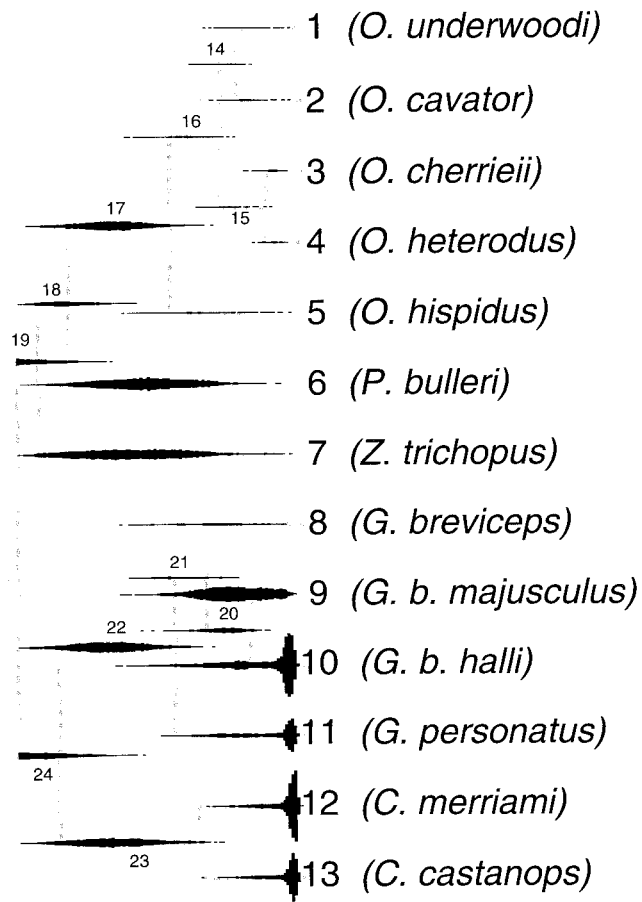 1 (O. underwoodi)
14
2 (O. cavator)
16
3 (O. cherrieii)
17
15
4 (O. heterodus)
18
5 (O. hispidus)
19
6 (P. bulleri)
7 (Z. trichopus)
8 (G. breviceps)
21
9 (G. b. majusculus)
20
22
10 (G. b. halli)
11 (G. personatus)
24
12 (C. merriami)
23
13 (C. castanops)